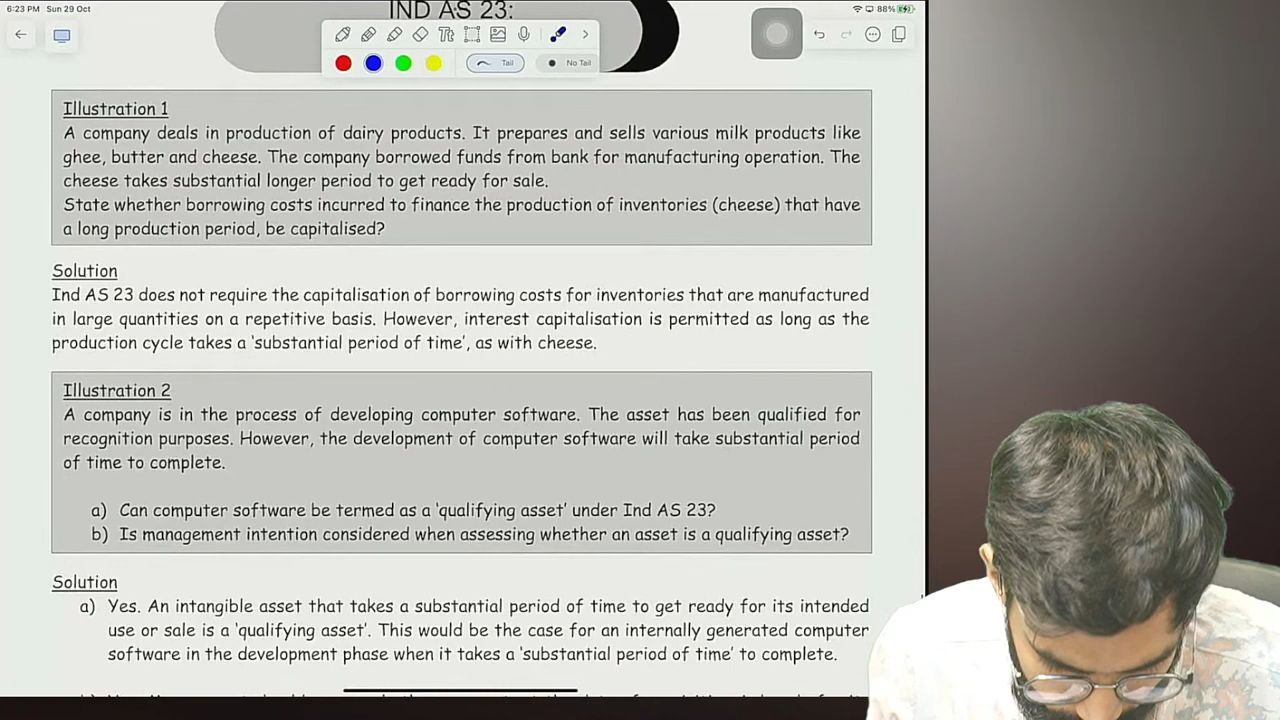 6:23 PM Sun 29 Oct
88%
IND AS 23:
Tail
No Tail
Illustration 1
A company deals in production of dairy products. It prepares and sells various milk products like
ghee, butter and cheese. The company borrowed funds from bank for manufacturing operation. The
cheese takes substantial longer period to get ready for sale.
State whether borrowing costs incurred to finance the production of inventories (cheese) that have
a long production period, be capitalised?
Solution
Ind AS 23 does not require the capitalisation of borrowing costs for inventories that are manufactured
in large quantities on a repetitive basis. However, interest capitalisation is permitted as long as the
production cycle takes a 'substantial period of time', as with cheese.
Illustration 2
A company is in the process of developing computer software. The asset has been qualified for
recognition purposes. However, the development of computer software will take substantial period
of time to complete.
a) Can computer software be termed as a 'qualifying asset' under Ind AS 23?
b) Is management intention considered when assessing whether an asset is a qualifying asset?
Solution
a) Yes. An intangible asset that takes a substantial period of time to get ready for its intended
use or sale is a 'qualifying asset'. This would be the case for an internally generated computer
software in the development phase when it takes a 'substantial period of time' to complete.